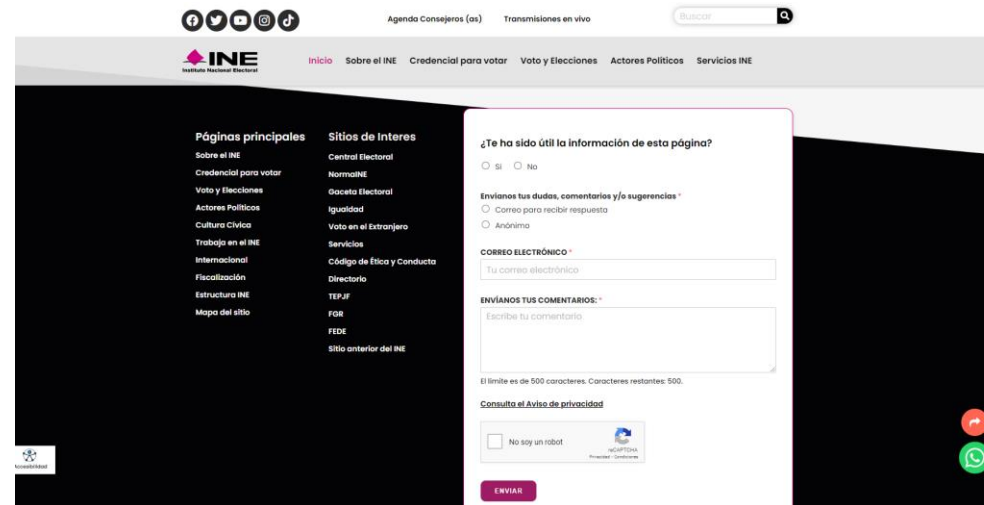 Agenda Consejeros (as) Transmisiones en vivo Buscar...
INE
Instituto Nacional Electoral
Inicio Sobre el INE Credencial para votar Voto y Elecciones Actores Políticos Servicios INE
Páginas principales
Sobre el INE
Credencial para votar
Voto y Elecciones
Actores Políticos
Cultura Cívica
Trabaja en el INE
Internacional
Fiscalización
Estructura INE
Mapa del sitio
Sitios de Interes
Central Electoral
NormaINE
Gaceta Electoral
Igualdad
Voto en el Extranjero
Servicios
Código de Ética y Conducta
Directorio
TEPJF
FGR
FEDE
Sitio anterior del INE
¿Te ha sido útil la información de esta página?
Si No
Envíanos tus dudas, comentarios y/o sugerencias *
Correo para recibir respuesta
Anónima
CORREO ELECTRÓNICO *
Tu correo electrónico
ENVÍANOS TUS COMENTARIOS: *
Escribe tu comentario
El límite es de 500 caracteres. Caracteres restantes: 500.
Consulta el Aviso de privacidad
No soy un robot
reCAPTCHA
Privacidad - Condiciones
ENVIAR
Accesibilidad